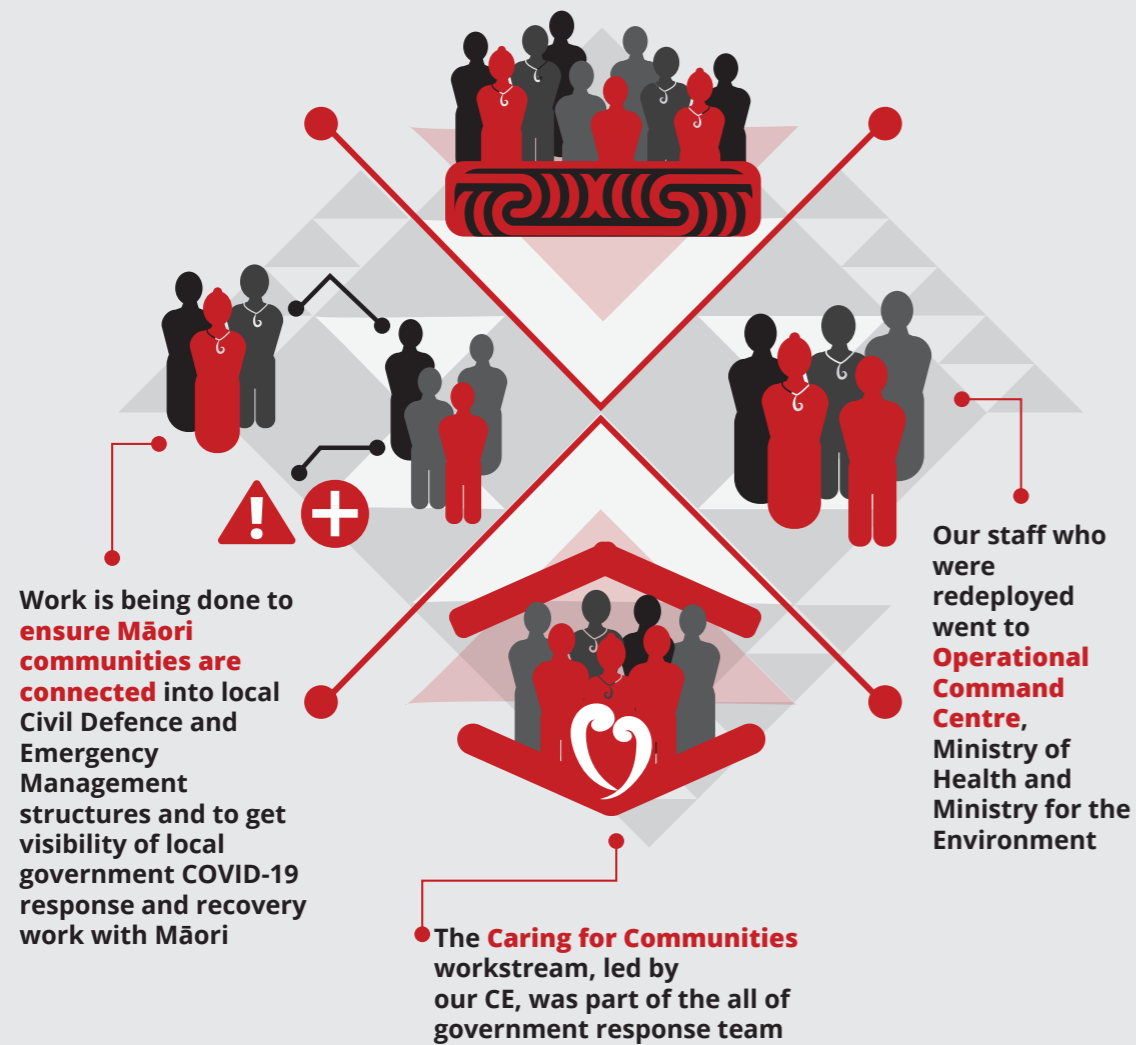 Work is being done to
ensure Māori
communities are
connected into local
Civil Defence and
Emergency
Management
structures and to get
visibility of local
government COVID-19
response and recovery
work with Māori
The Caring for Communities
workstream, led by
our CE, was part of the all of
government response team
Our staff who
were
redeployed
went to
Operational
Command
Centre,
Ministry of
Health and
Ministry for the
Environment